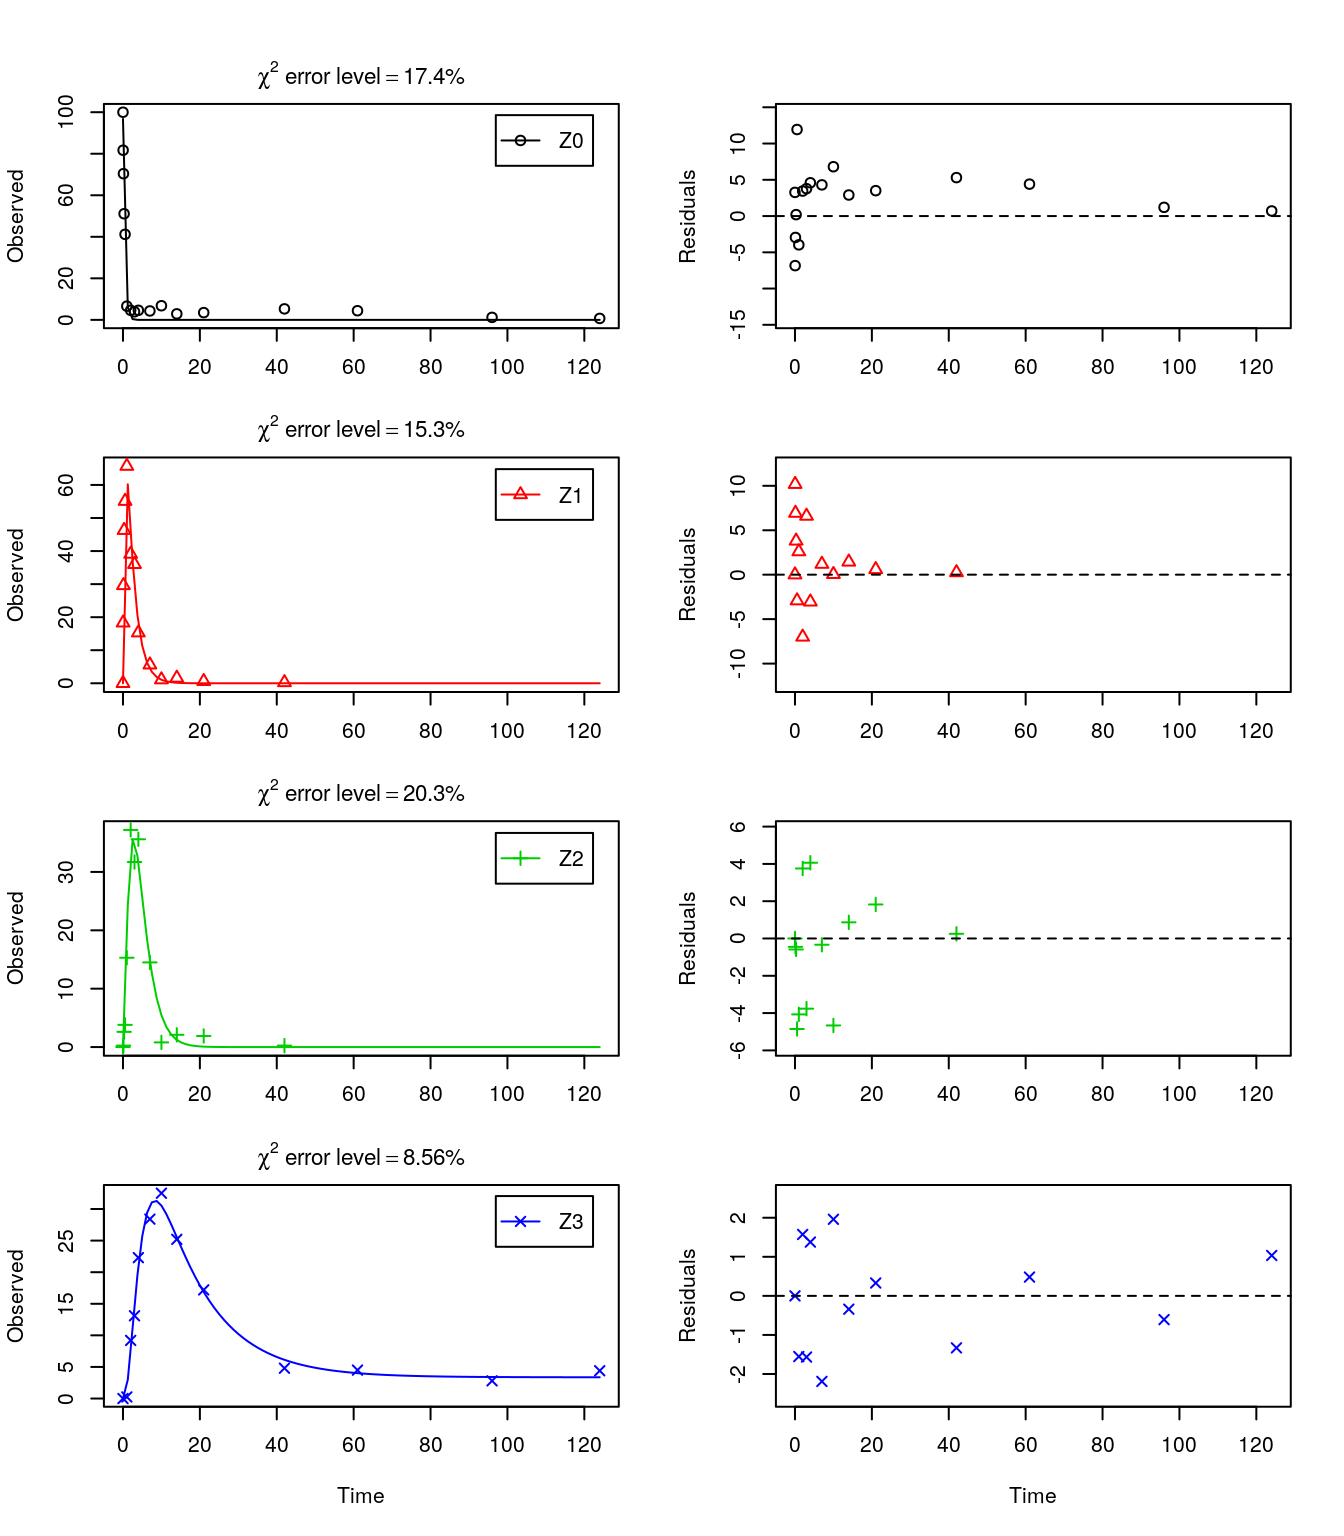 χ² error level = 17.4%
Observed
0 20 60 100
Z0
0 20 40 60 80 100 120
Residuals
-15 -5 0 5 10
0 20 40 60 80 100 120
χ² error level = 15.3%
Observed
0 20 40 60
Z1
0 20 40 60 80 100 120
Residuals
-10 -5 0 5 10
0 20 40 60 80 100 120
χ² error level = 20.3%
Observed
0 10 20 30
Z2
0 20 40 60 80 100 120
Residuals
-6 -4 -2 0 2 4 6
0 20 40 60 80 100 120
χ² error level = 8.56%
Observed
0 5 15 25
Z3
0 20 40 60 80 100 120
Time
Residuals
-2 -1 0 1 2
0 20 40 60 80 100 120
Time